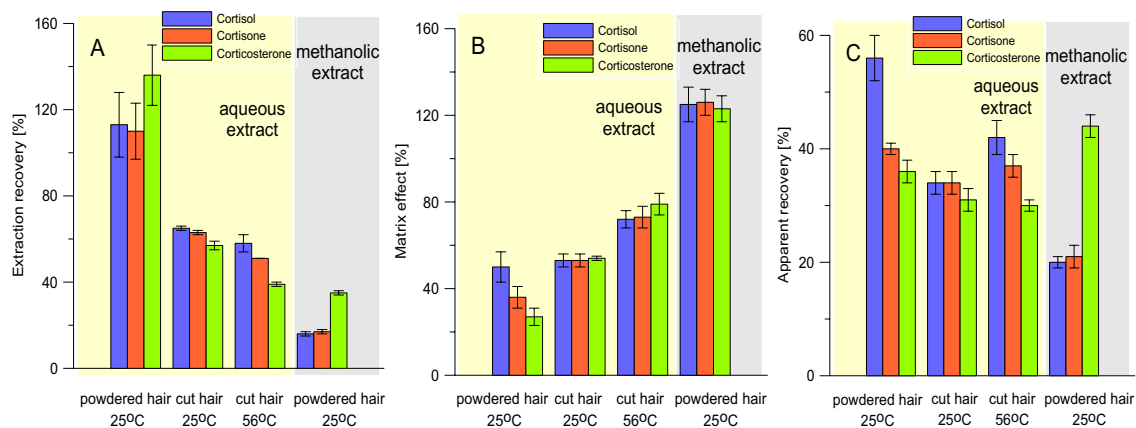 A
Cortisol
Cortisone
Corticosterone
methanolic
extract
aqueous
extract
Extraction recovery [%]
160
120
80
40
0
powdered hair
25ºC
cut hair
25ºC
cut hair
56ºC
powdered hair
25ºC
B
Cortisol
Cortisone
Corticosterone
methanolic
extract
aqueous
extract
Matrix effect [%]
160
120
80
40
0
powdered hair
25ºC
cut hair
25ºC
cut hair
56ºC
powdered hair
25ºC
C
Cortisol
Cortisone
Corticosterone
methanolic
extract
aqueous
extract
Apparent recovery [%]
60
40
20
0
powdered hair
25ºC
cut hair
25ºC
cut hair
56ºC
powdered hair
25ºC